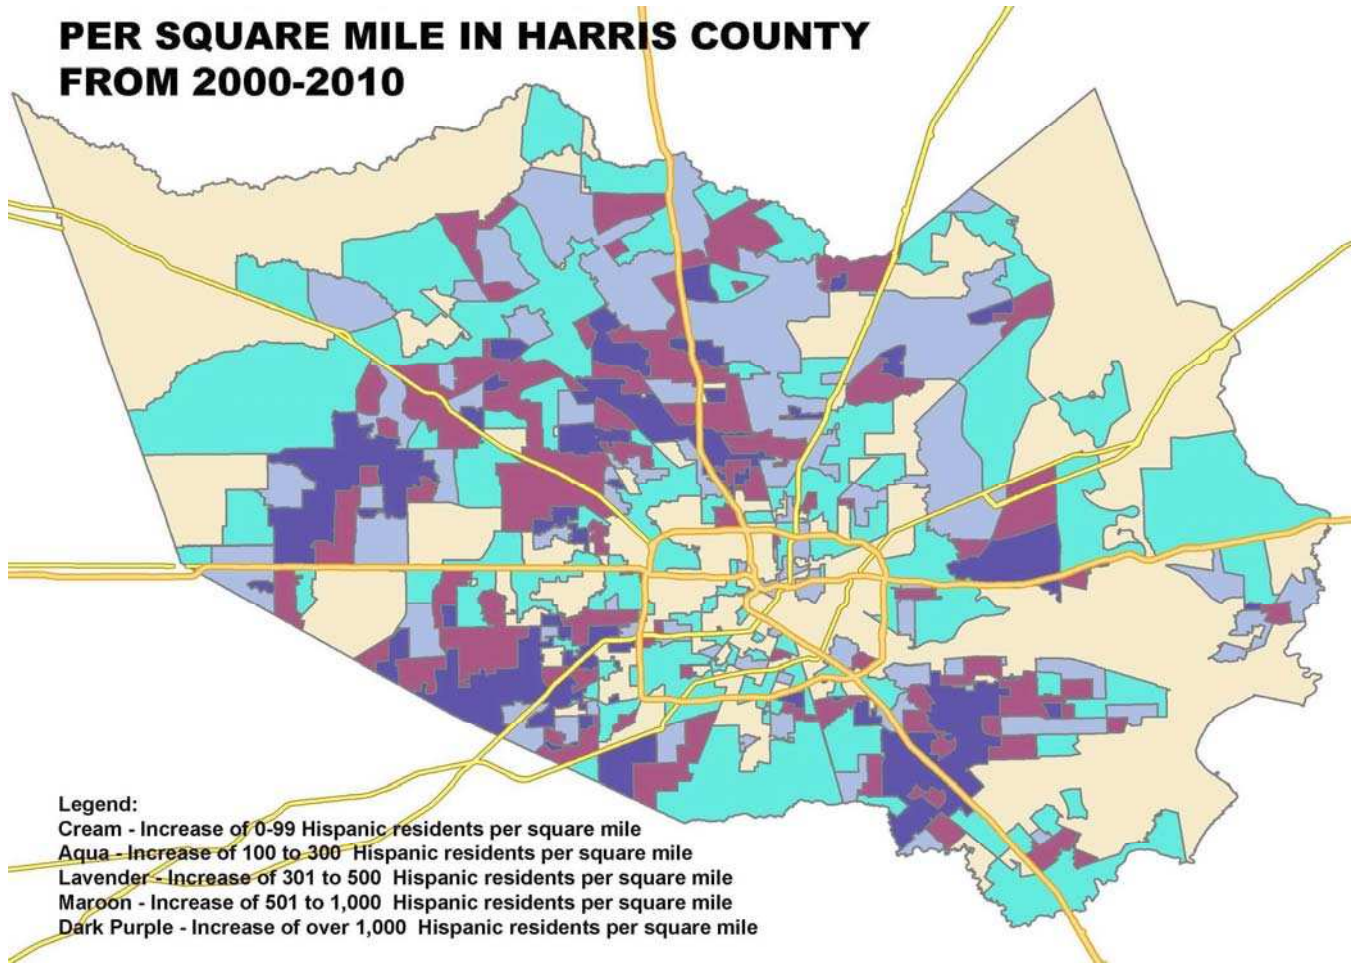 PER SQUARE MILE IN HARRIS COUNTY
FROM 2000-2010
Legend:
Cream - Increase of 0-99 Hispanic residents per square mile
Aqua - Increase of 100 to 300 Hispanic residents per square mile
Lavender - Increase of 301 to 500 Hispanic residents per square mile
Maroon - Increase of 501 to 1,000 Hispanic residents per square mile
Dark Purple - Increase of over 1,000 Hispanic residents per square mile